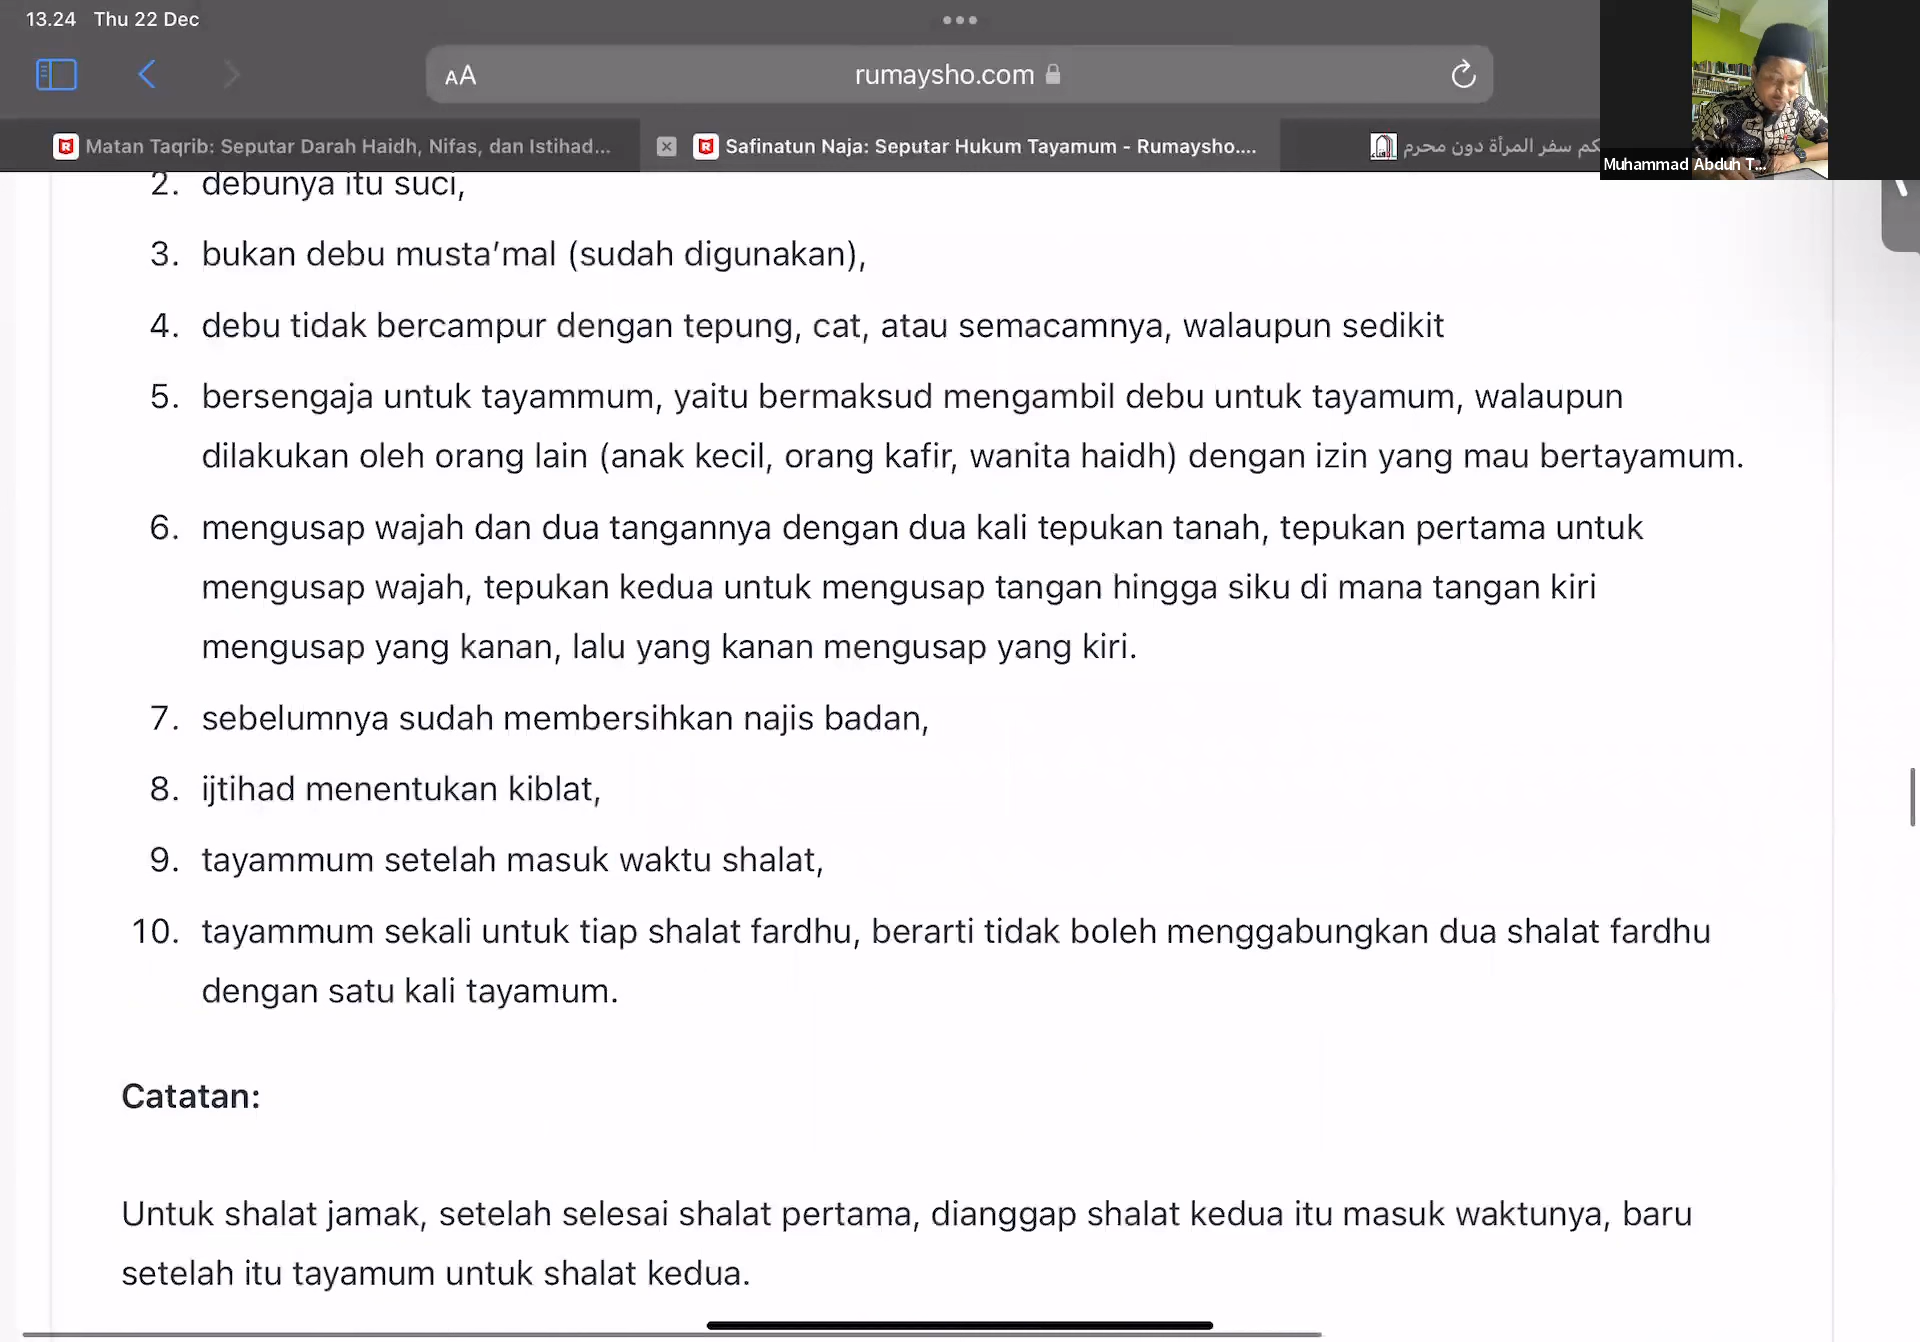 13.24 Thu 22 Dec
AA
rumaysho.com
Matan Taqrib: Seputar Darah Haidh, Nifas, dan Istihad...
Safinatun Naja: Seputar Hukum Tayamum - Rumaysho....
كم سفر المرأة دون محرم
Muhammad Abduh T...
2. debunya itu suci,
3. bukan debu musta’mal (sudah digunakan),
4. debu tidak bercampur dengan tepung, cat, atau semacamnya, walaupun sedikit
5. bersengaja untuk tayammum, yaitu bermaksud mengambil debu untuk tayamum, walaupun
dilakukan oleh orang lain (anak kecil, orang kafir, wanita haidh) dengan izin yang mau bertayamum.
6. mengusap wajah dan dua tangannya dengan dua kali tepukan tanah, tepukan pertama untuk
mengusap wajah, tepukan kedua untuk mengusap tangan hingga siku di mana tangan kiri
mengusap yang kanan, lalu yang kanan mengusap yang kiri.
7. sebelumnya sudah membersihkan najis badan,
8. ijtihad menentukan kiblat,
9. tayammum setelah masuk waktu shalat,
10. tayammum sekali untuk tiap shalat fardhu, berarti tidak boleh menggabungkan dua shalat fardhu
dengan satu kali tayamum.
Catatan:
Untuk shalat jamak, setelah selesai shalat pertama, dianggap shalat kedua itu masuk waktunya, baru
setelah itu tayamum untuk shalat kedua.